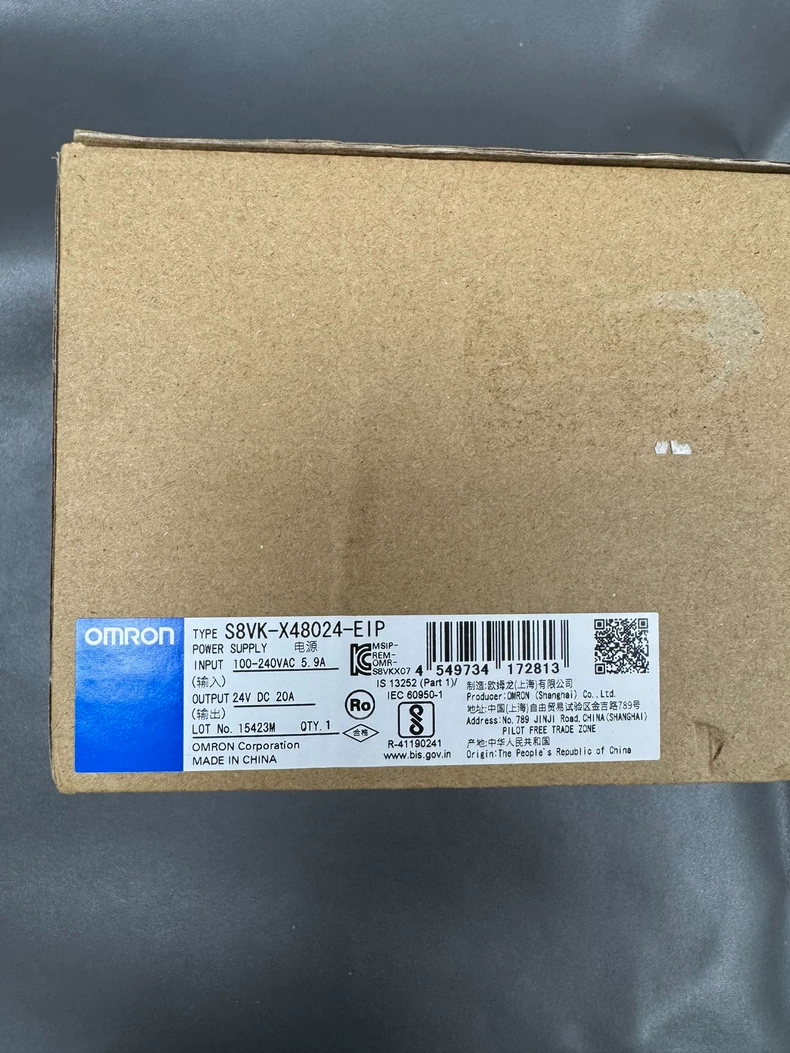 OMRON
TYPE S8VK-X48024-EIP
POWER SUPPLY 电源
INPUT 100-240VAC 5.9A
(输入)
OUTPUT 24V DC 20A
(输出)
LOT No. 15423M QTY. 1
OMRON Corporation
MADE IN CHINA
MSIP-
REM-
OMR-
S8VKX07
4 549734 172813
IS 13252 (Part 1)/
IEC 60950-1
Ro
合格
R-41190241
www.bis.gov.in
制造:欧姆龙(上海)有限公司
Producer:OMRON (Shanghai) Co.,Ltd.
地址:中国(上海)自由贸易试验区金吉路789号
Address:No.789 JINJI Road,CHINA(SHANGHAI)
PILOT FREE TRADE ZONE
产地:中华人民共和国
Origin:The People's Republic of China